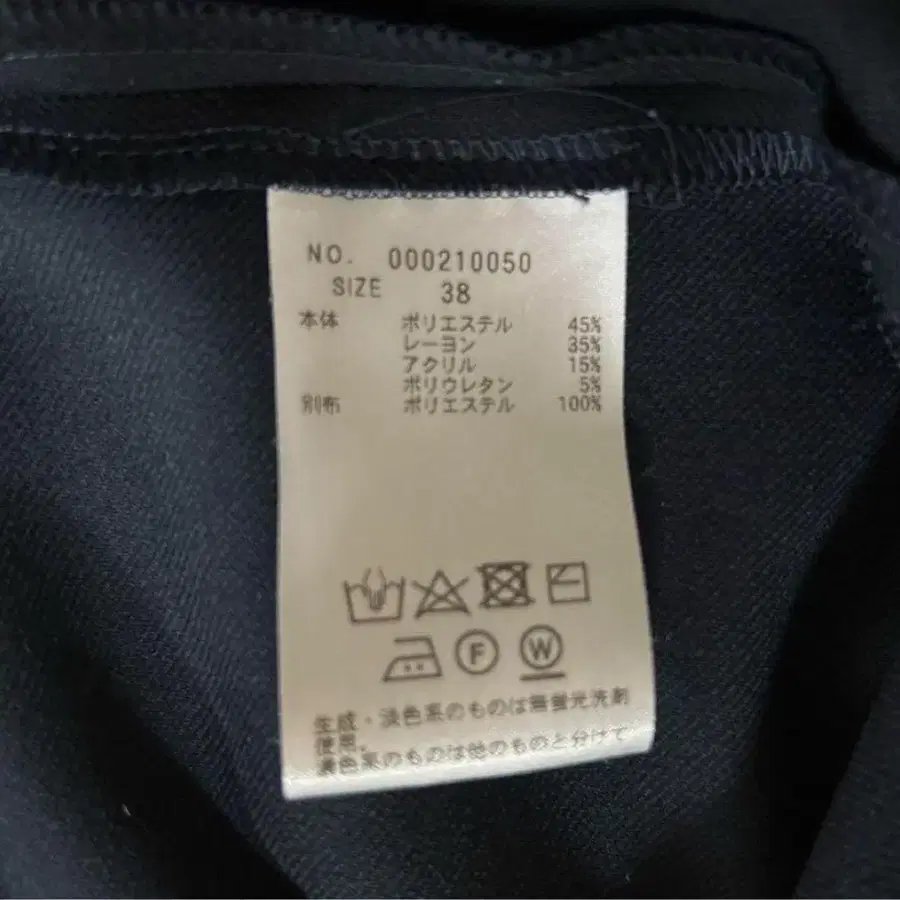 NO. 000210050
SIZE 38
本体 ポリエステル 45%
レーヨン 35%
アクリル 15%
ポリウレタン 5%
別布 ポリエステル 100%
F W
生成・淡色系のものは無蛍光洗剤
使用。
濃色系のものは他のものと分けて